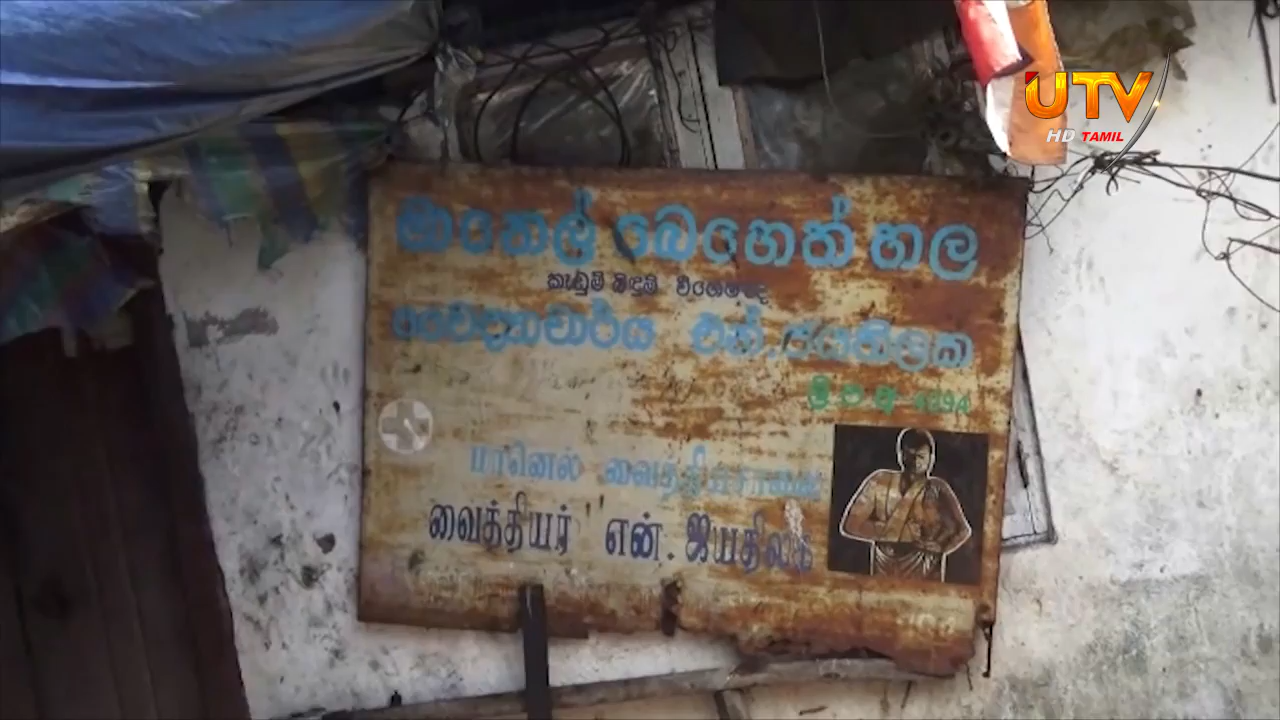 UTV
HD TAMIL
මානෙල් බෙහෙත් හල
කැඩුම් බිඳුම් විශේෂඥ
වෛද්‍යාචාර්ය එන්.ජයතිලක
ශ්‍රී ප අ
மானெல் வைத்தியசாலை
வைத்தியர் என். ஜயதிலக